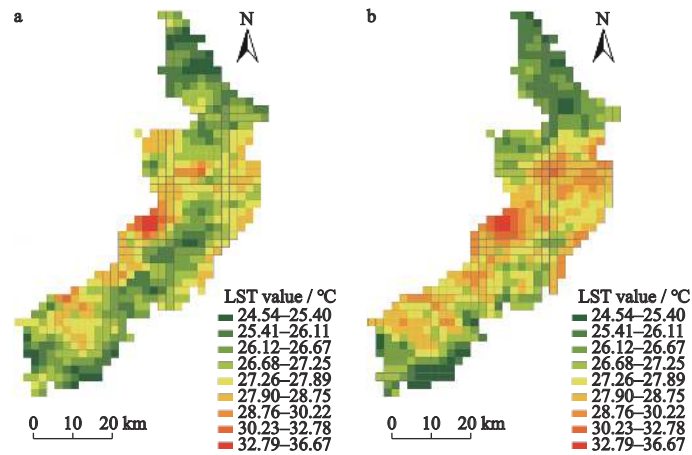 a
N
LST value / °C
24.54–25.40
25.41–26.11
26.12–26.67
26.68–27.25
27.26–27.89
27.90–28.75
28.76–30.22
30.23–32.78
32.79–36.67
0 10 20 km
b
N
LST value / °C
24.54–25.40
25.41–26.11
26.12–26.67
26.68–27.25
27.26–27.89
27.90–28.75
28.76–30.22
30.23–32.78
32.79–36.67
0 10 20 km